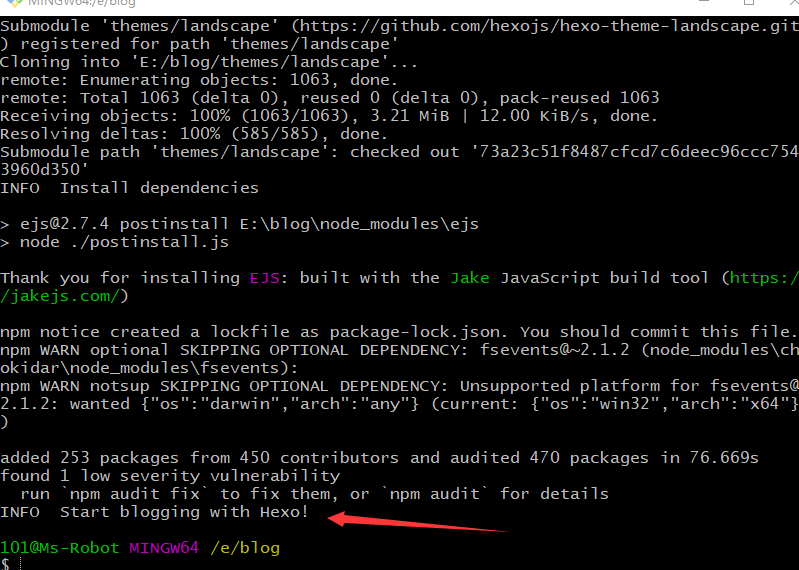 MINGW64:/e/blog
Submodule 'themes/landscape' (https://github.com/hexojs/hexo-theme-landscape.git
) registered for path 'themes/landscape'
Cloning into 'E:/blog/themes/landscape'...
remote: Enumerating objects: 1063, done.
remote: Total 1063 (delta 0), reused 0 (delta 0), pack-reused 1063
Receiving objects: 100% (1063/1063), 3.21 MiB | 12.00 KiB/s, done.
Resolving deltas: 100% (585/585), done.
Submodule path 'themes/landscape': checked out '73a23c51f8487cfcd7c6deec96ccc754
3960d350'
INFO  Install dependencies
> ejs@2.7.4 postinstall E:\blog\node_modules\ejs
> node ./postinstall.js
Thank you for installing EJS: built with the Jake JavaScript build tool (https:/
/jakejs.com/)
npm notice created a lockfile as package-lock.json. You should commit this file.
npm WARN optional SKIPPING OPTIONAL DEPENDENCY: fsevents@~2.1.2 (node_modules\ch
okidar\node_modules\fsevents):
npm WARN notsup SKIPPING OPTIONAL DEPENDENCY: Unsupported platform for fsevents@
2.1.2: wanted {"os":"darwin","arch":"any"} (current: {"os":"win32","arch":"x64"}
)
added 253 packages from 450 contributors and audited 470 packages in 76.669s
found 1 low severity vulnerability
  run `npm audit fix` to fix them, or `npm audit` for details
INFO  Start blogging with Hexo!
101@Ms-Robot MINGW64 /e/blog
$